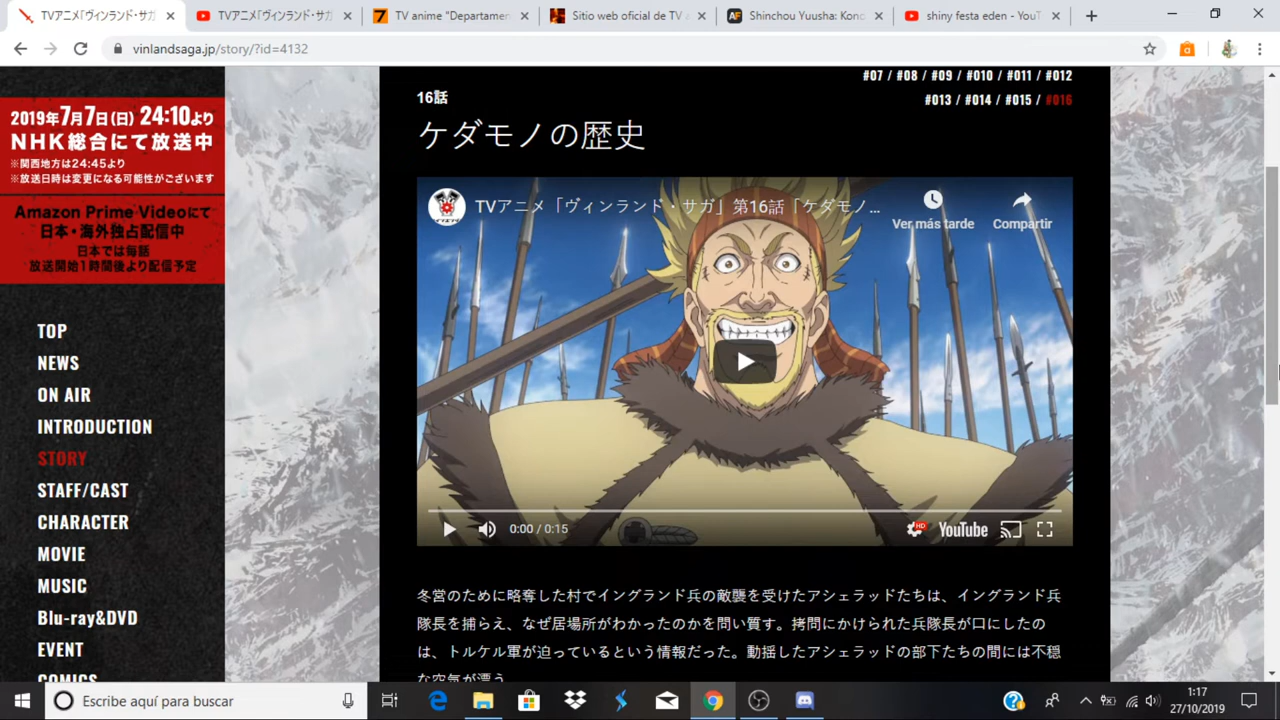 TVアニメ「ヴィンランド・サガ
TVアニメ「ヴィンランド・サガ
TV anime "Departamen
Sitio web oficial de TV a
Shinchou Yuusha: Kono
shiny festa eden - YouT
vinlandsaga.jp/story/?id=4132
2019年7月7日(日) 24:10より
NHK総合にて放送中
※関西地方は24:45より
※放送日時は変更になる可能性がございます
Amazon Prime Videoにて
日本・海外独占配信中
日本では毎話
放送開始1時間後より配信予定
TOP
NEWS
ON AIR
INTRODUCTION
STORY
STAFF/CAST
CHARACTER
MOVIE
MUSIC
Blu-ray&DVD
EVENT
COMICS
#07 / #08 / #09 / #010 / #011 / #012
#013 / #014 / #015 / #016
16話
ケダモノの歴史
TVアニメ「ヴィンランド・サガ」第16話「ケダモノ...
Ver más tarde
Compartir
0:00 / 0:15
HD
YouTube
冬営のために略奪した村でイングランド兵の敵襲を受けたアシェラッドたちは、イングランド兵
隊長を捕らえ、なぜ居場所がわかったのかを問い質す。拷問にかけられた兵隊長が口にしたの
は、トルケル軍が迫っているという情報だった。動揺したアシェラッドの部下たちの間には不穏
な空気が漂う
Escribe aquí para buscar
1:17
27/10/2019